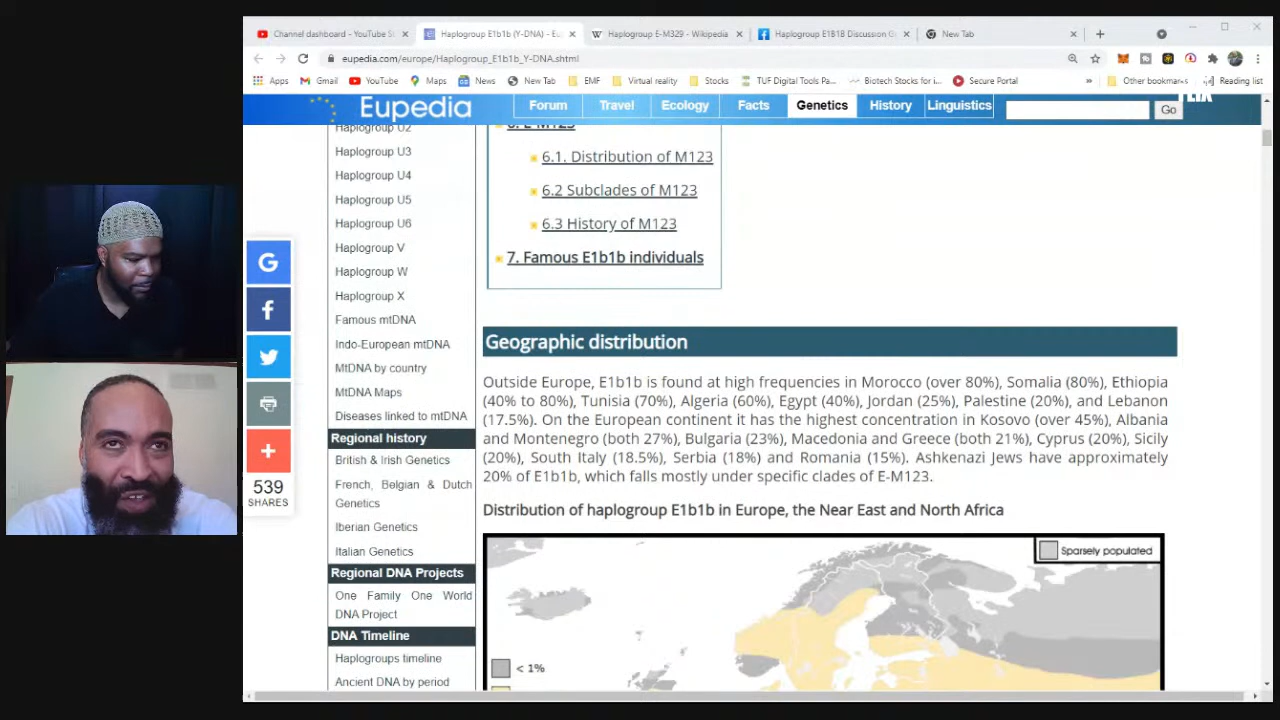 Channel dashboard - YouTube St
Haplogroup E1b1b (Y-DNA) - Eu
Haplogroup E-M329 - Wikipedia
Haplogroup E1B1B Discussion G
New Tab
eupedia.com/europe/Haplogroup_E1b1b_Y-DNA.shtml
Apps
Gmail
YouTube
Maps
News
New Tab
EMF
Virtual reality
Stocks
TUF Digital Tools Pa...
Biotech Stocks for i...
Secure Portal
»
Other bookmarks
Reading list
Eupedia
Forum
Travel
Ecology
Facts
Genetics
History
Linguistics
Go
Haplogroup U2
Haplogroup U3
Haplogroup U4
Haplogroup U5
Haplogroup U6
Haplogroup V
Haplogroup W
Haplogroup X
Famous mtDNA
Indo-European mtDNA
MtDNA by country
MtDNA Maps
Diseases linked to mtDNA
Regional history
British & Irish Genetics
French, Belgian & Dutch
Genetics
Iberian Genetics
Italian Genetics
Regional DNA Projects
One Family One World
DNA Project
DNA Timeline
Haplogroups timeline
Ancient DNA by period
G
f
539
SHARES
6. E-M123
6.1. Distribution of M123
6.2 Subclades of M123
6.3 History of M123
7. Famous E1b1b individuals
Geographic distribution
Outside Europe, E1b1b is found at high frequencies in Morocco (over 80%), Somalia (80%), Ethiopia
(40% to 80%), Tunisia (70%), Algeria (60%), Egypt (40%), Jordan (25%), Palestine (20%), and Lebanon
(17.5%). On the European continent it has the highest concentration in Kosovo (over 45%), Albania
and Montenegro (both 27%), Bulgaria (23%), Macedonia and Greece (both 21%), Cyprus (20%), Sicily
(20%), South Italy (18.5%), Serbia (18%) and Romania (15%). Ashkenazi Jews have approximately
20% of E1b1b, which falls mostly under specific clades of E-M123.
Distribution of haplogroup E1b1b in Europe, the Near East and North Africa
Sparsely populated
< 1%